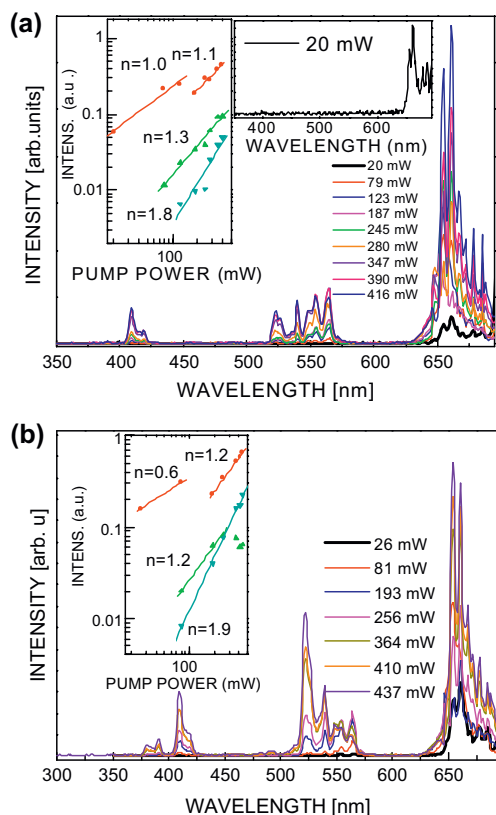 (a)
n=1.0
n=1.1
n=1.3
n=1.8
1
0.1
0.01
100
INTENS. (a.u.)
PUMP POWER (mW)
20 mW
400 500 600
WAVELENGTH (nm)
20 mW
79 mW
123 mW
187 mW
245 mW
280 mW
347 mW
390 mW
416 mW
INTENSITY [arb.units]
350 400 450 500 550 600 650
WAVELENGTH [nm]
(b)
n=0.6
n=1.2
n=1.2
n=1.9
1
0.1
0.01
100
INTENS. (a.u.)
PUMP POWER (mW)
26 mW
81 mW
193 mW
256 mW
364 mW
410 mW
437 mW
INTENSITY [arb. u]
300 350 400 450 500 550 600 650
WAVELENGTH [nm]